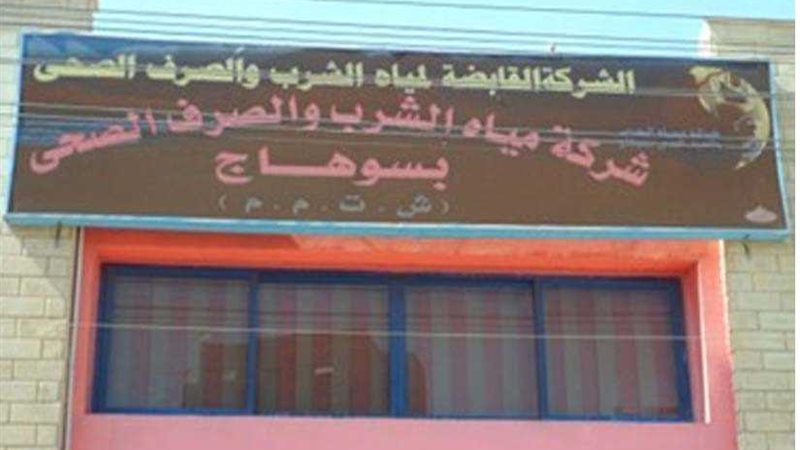 الشركة القابضة لمياه الشرب والصرف الصحى
شركة مياه الشرب والصرف الصحى
بسوهاج
(ش.ت.م.م)